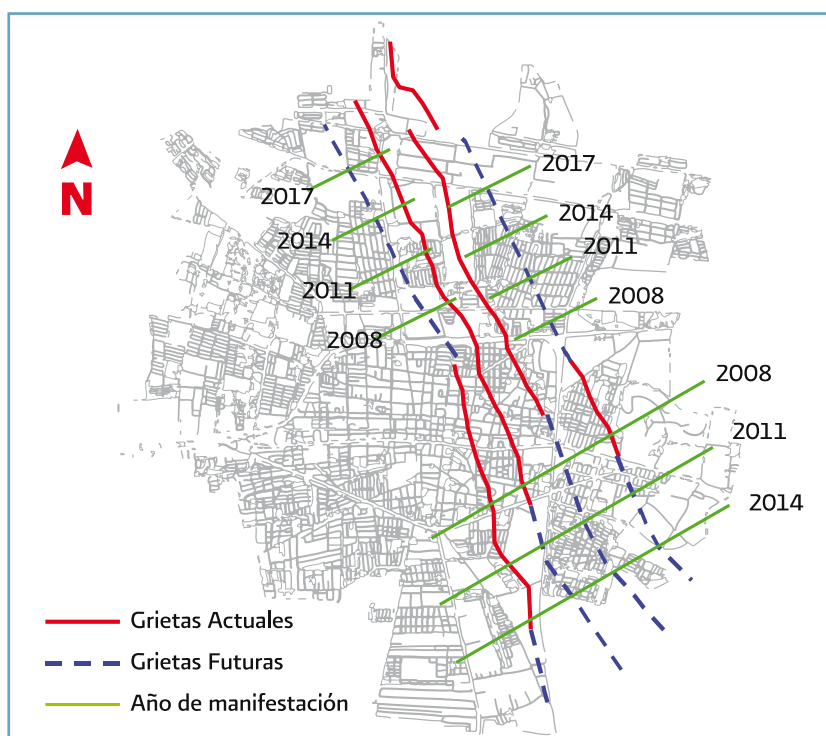 N
2017
2014
2011
2008
2017
2014
2011
2008
2008
2011
2014
Grietas Actuales
Grietas Futuras
Año de manifestación